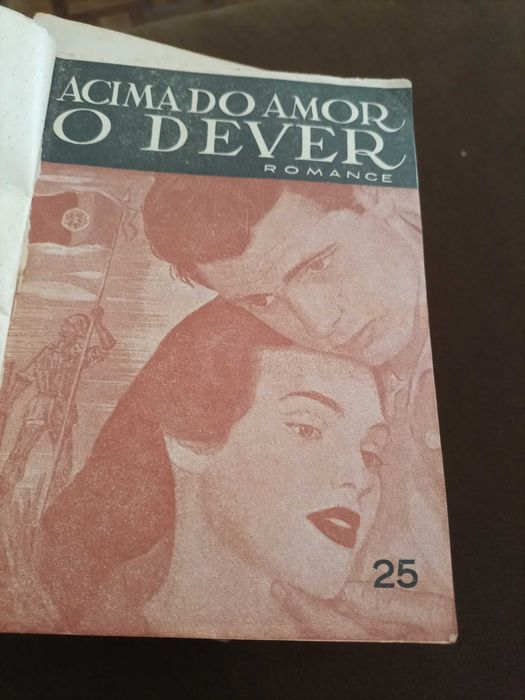 ACIMA DO AMOR
O DEVER
ROMANCE
25